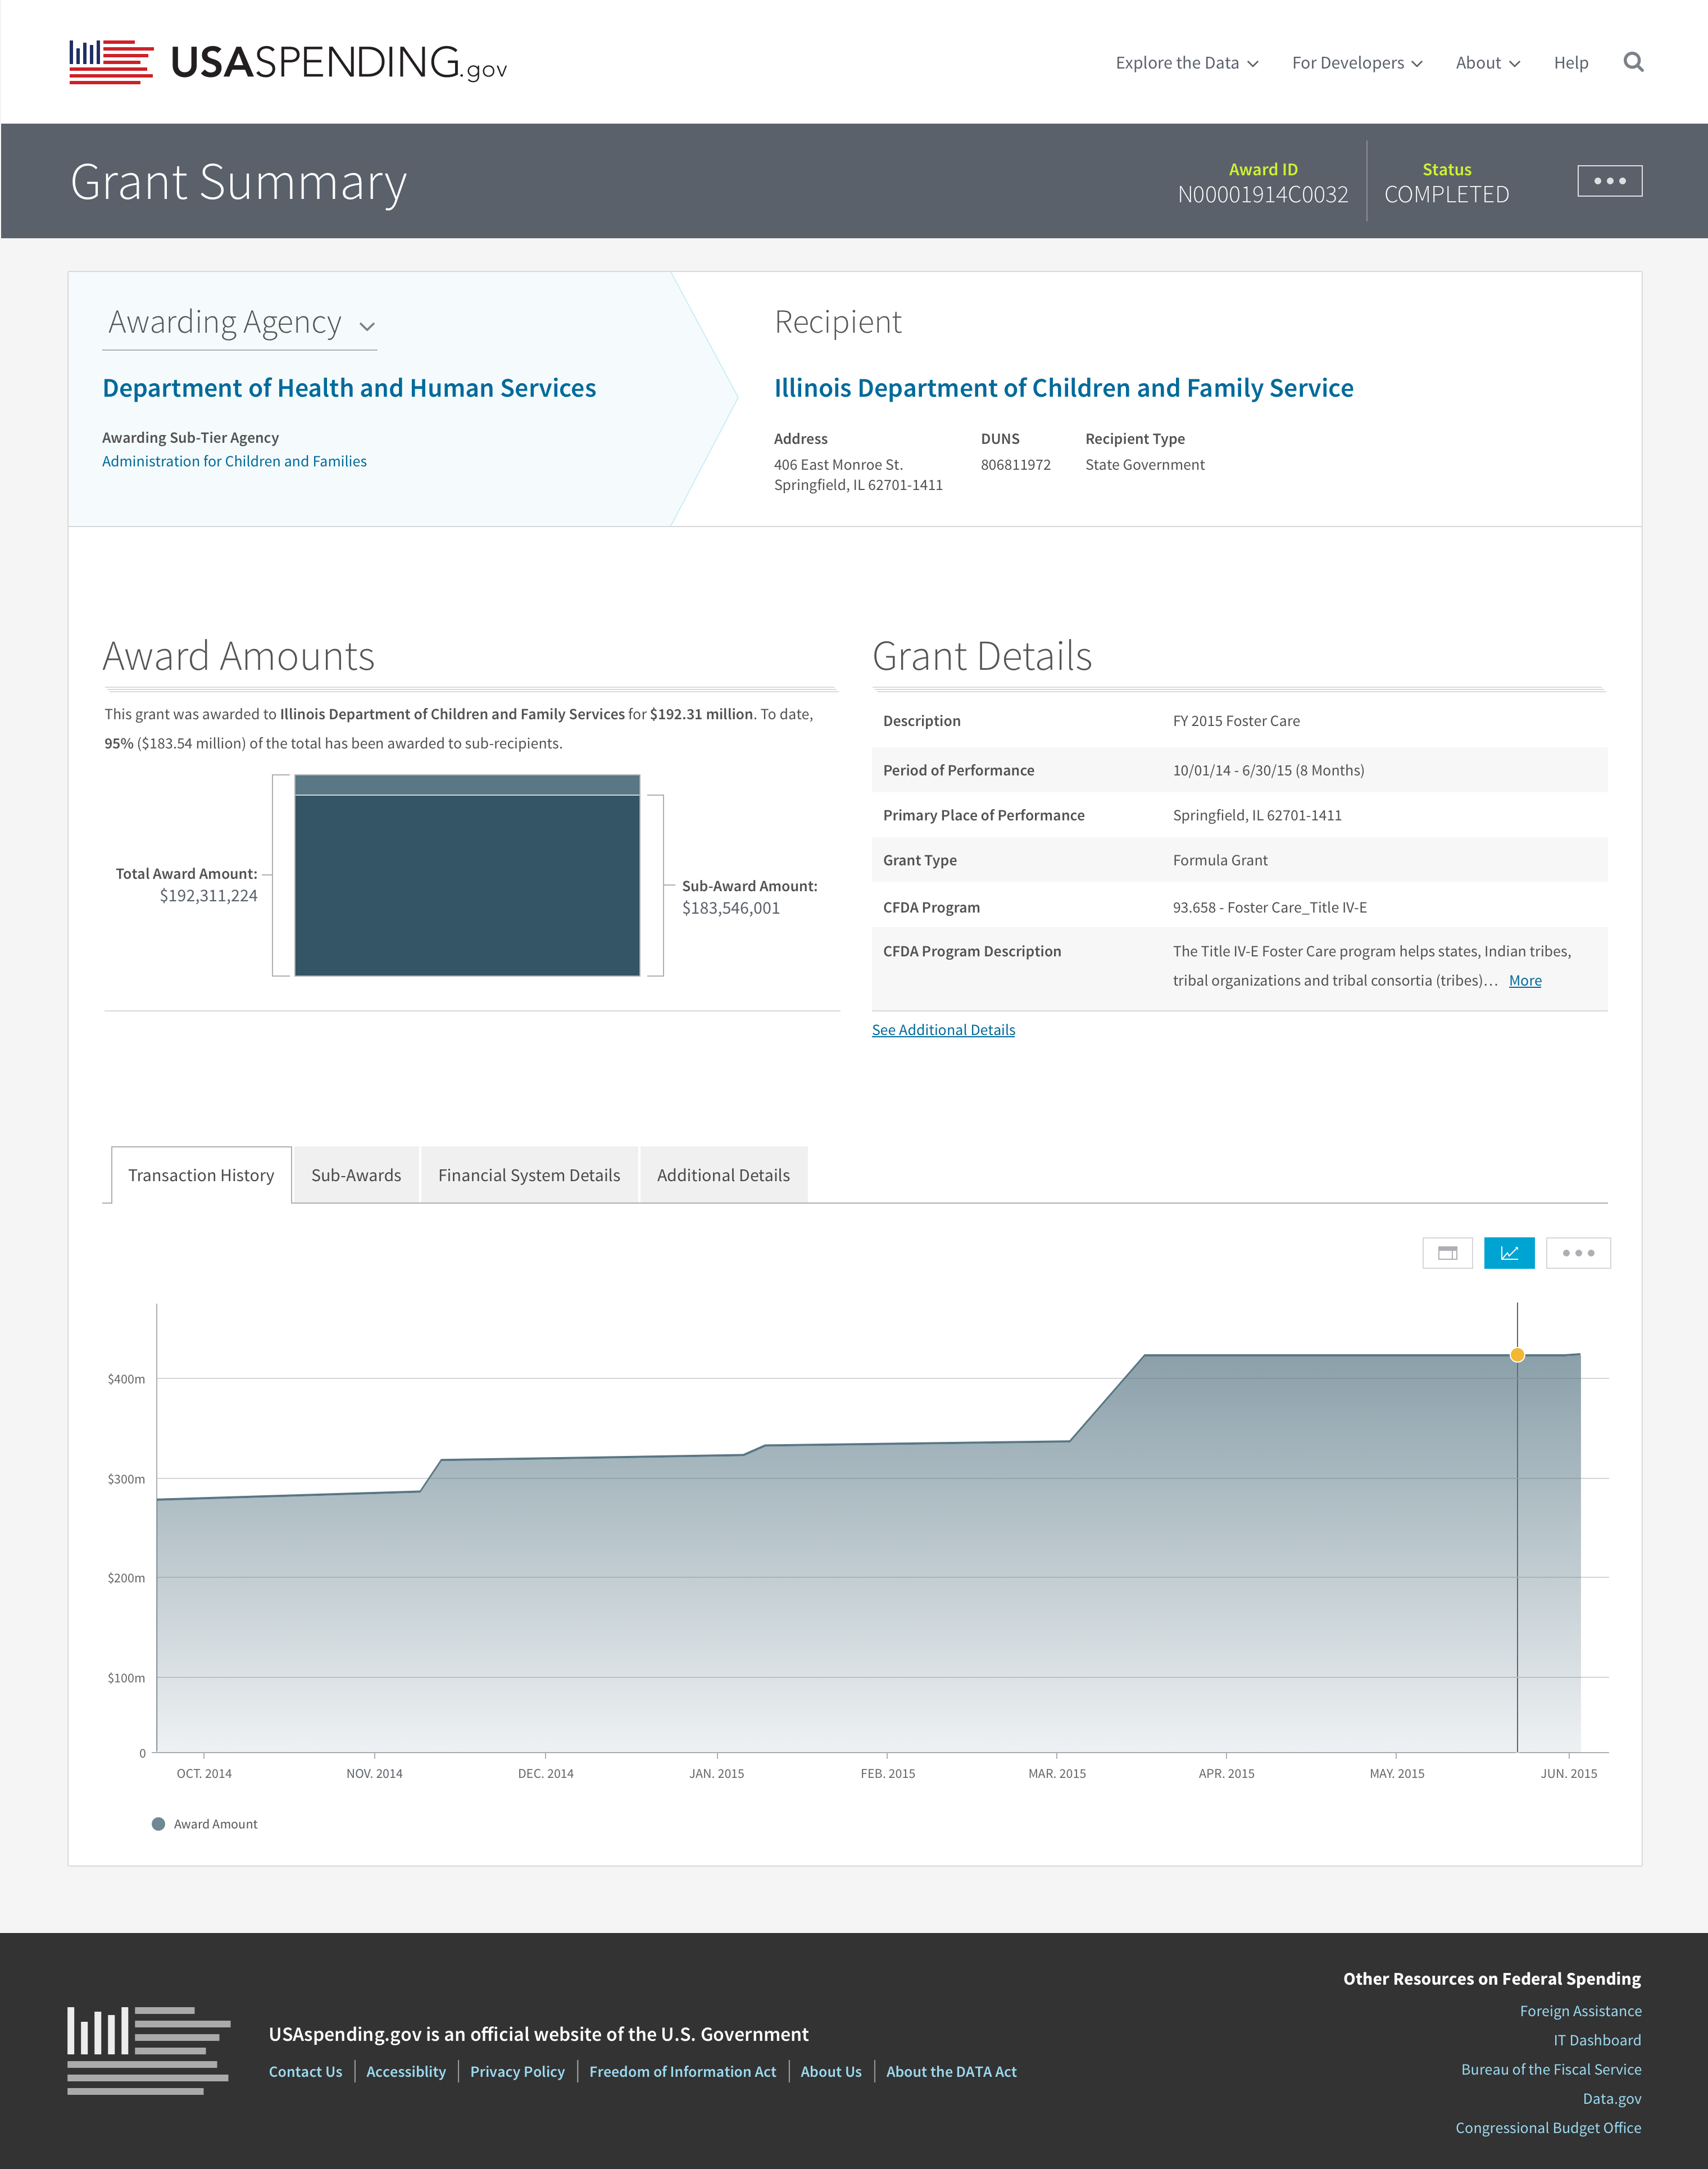 USASPENDING.gov
Explore the Data
For Developers
About
Help
Grant Summary
Award ID
N00001914C0032
Status
COMPLETED
Awarding Agency
Department of Health and Human Services
Awarding Sub-Tier Agency
Administration for Children and Families
Recipient
Illinois Department of Children and Family Service
Address
406 East Monroe St.
Springfield, IL 62701-1411
DUNS
806811972
Recipient Type
State Government
Award Amounts
This grant was awarded to Illinois Department of Children and Family Services for $192.31 million. To date,
95% ($183.54 million) of the total has been awarded to sub-recipients.
Total Award Amount:
$192,311,224
Sub-Award Amount:
$183,546,001
Grant Details
Description FY 2015 Foster Care
Period of Performance 10/01/14 - 6/30/15 (8 Months)
Primary Place of Performance Springfield, IL 62701-1411
Grant Type Formula Grant
CFDA Program 93.658 - Foster Care_Title IV-E
CFDA Program Description The Title IV-E Foster Care program helps states, Indian tribes,
tribal organizations and tribal consortia (tribes)… More
See Additional Details
Transaction History
Sub-Awards
Financial System Details
Additional Details
$400m
$300m
$200m
$100m
0
OCT. 2014 NOV. 2014 DEC. 2014 JAN. 2015 FEB. 2015 MAR. 2015 APR. 2015 MAY. 2015 JUN. 2015
Award Amount
USAspending.gov is an official website of the U.S. Government
Contact Us Accessiblity Privacy Policy Freedom of Information Act About Us About the DATA Act
Other Resources on Federal Spending
Foreign Assistance
IT Dashboard
Bureau of the Fiscal Service
Data.gov
Congressional Budget Office